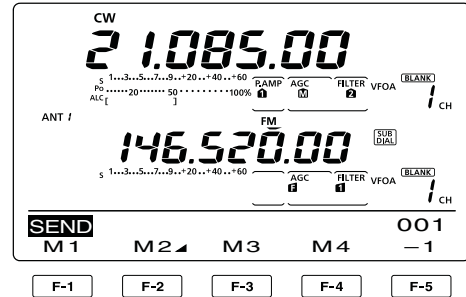 CW
21.085.00
S 1...3...5...7...9..+20..+40..+60 P.AMP AGC FILTER VFOA BLANK
Po ......20...... 50 ..........100% 1 M 2 1 CH
ALC [ ]
ANT 1
FM
146.520.00 SUB DIAL
S 1...3...5...7...9..+20..+40..+60 AGC FILTER VFOA BLANK
F 1 1 CH
SEND 001
M1 M2◢ M3 M4 −1
F-1 F-2 F-3 F-4 F-5